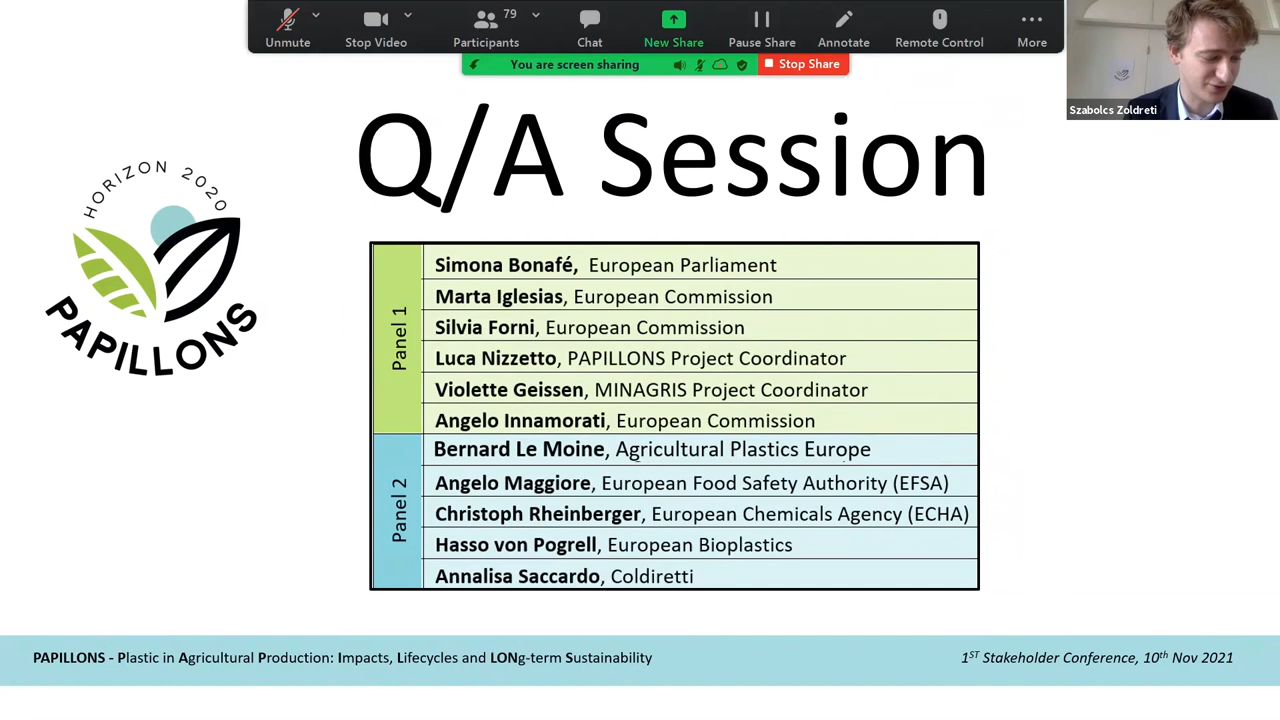 Unmute
Stop Video
79
Participants
Chat
New Share
Pause Share
Annotate
Remote Control
More
You are screen sharing
Stop Share
Szabolcs Zoldreti
Q/A Session
HORIZON 2020
PAPILLONS
Panel 1
Simona Bonafé, European Parliament
Marta Iglesias, European Commission
Silvia Forni, European Commission
Luca Nizzetto, PAPILLONS Project Coordinator
Violette Geissen, MINAGRIS Project Coordinator
Angelo Innamorati, European Commission
Panel 2
Bernard Le Moine, Agricultural Plastics Europe
Angelo Maggiore, European Food Safety Authority (EFSA)
Christoph Rheinberger, European Chemicals Agency (ECHA)
Hasso von Pogrell, European Bioplastics
Annalisa Saccardo, Coldiretti
PAPILLONS - Plastic in Agricultural Production: Impacts, Lifecycles and LONg-term Sustainability
1ST Stakeholder Conference, 10th Nov 2021